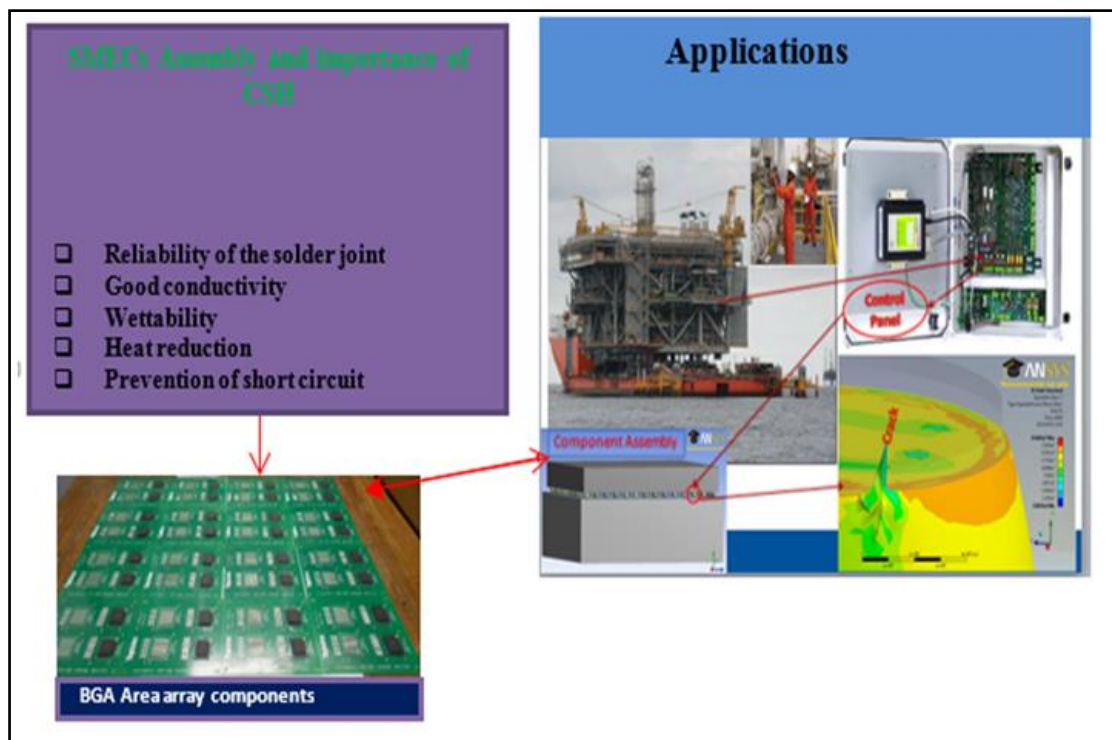 SMECs Assembly and importance of
CSH
Reliability of the solder joint
Good conductivity
Wettability
Heat reduction
Prevention of short circuit
BGA Area array components
Applications
Control
Panel
Component Assembly
ANSYS
Crack